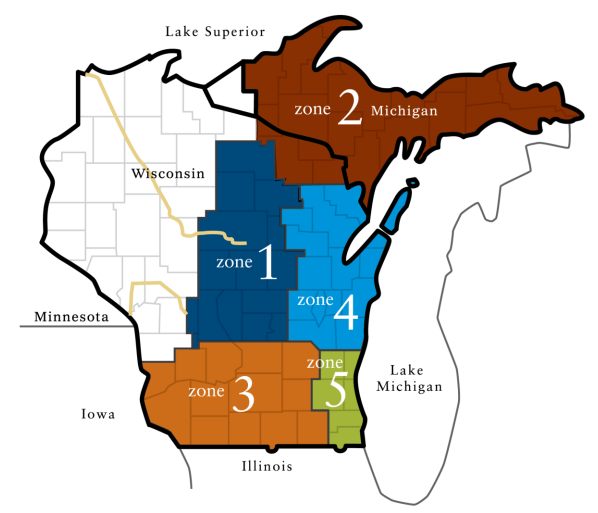 Lake Superior
zone 2 Michigan
Wisconsin
zone 1
zone 4
Minnesota
zone 5
Lake
Michigan
zone 3
Iowa
Illinois